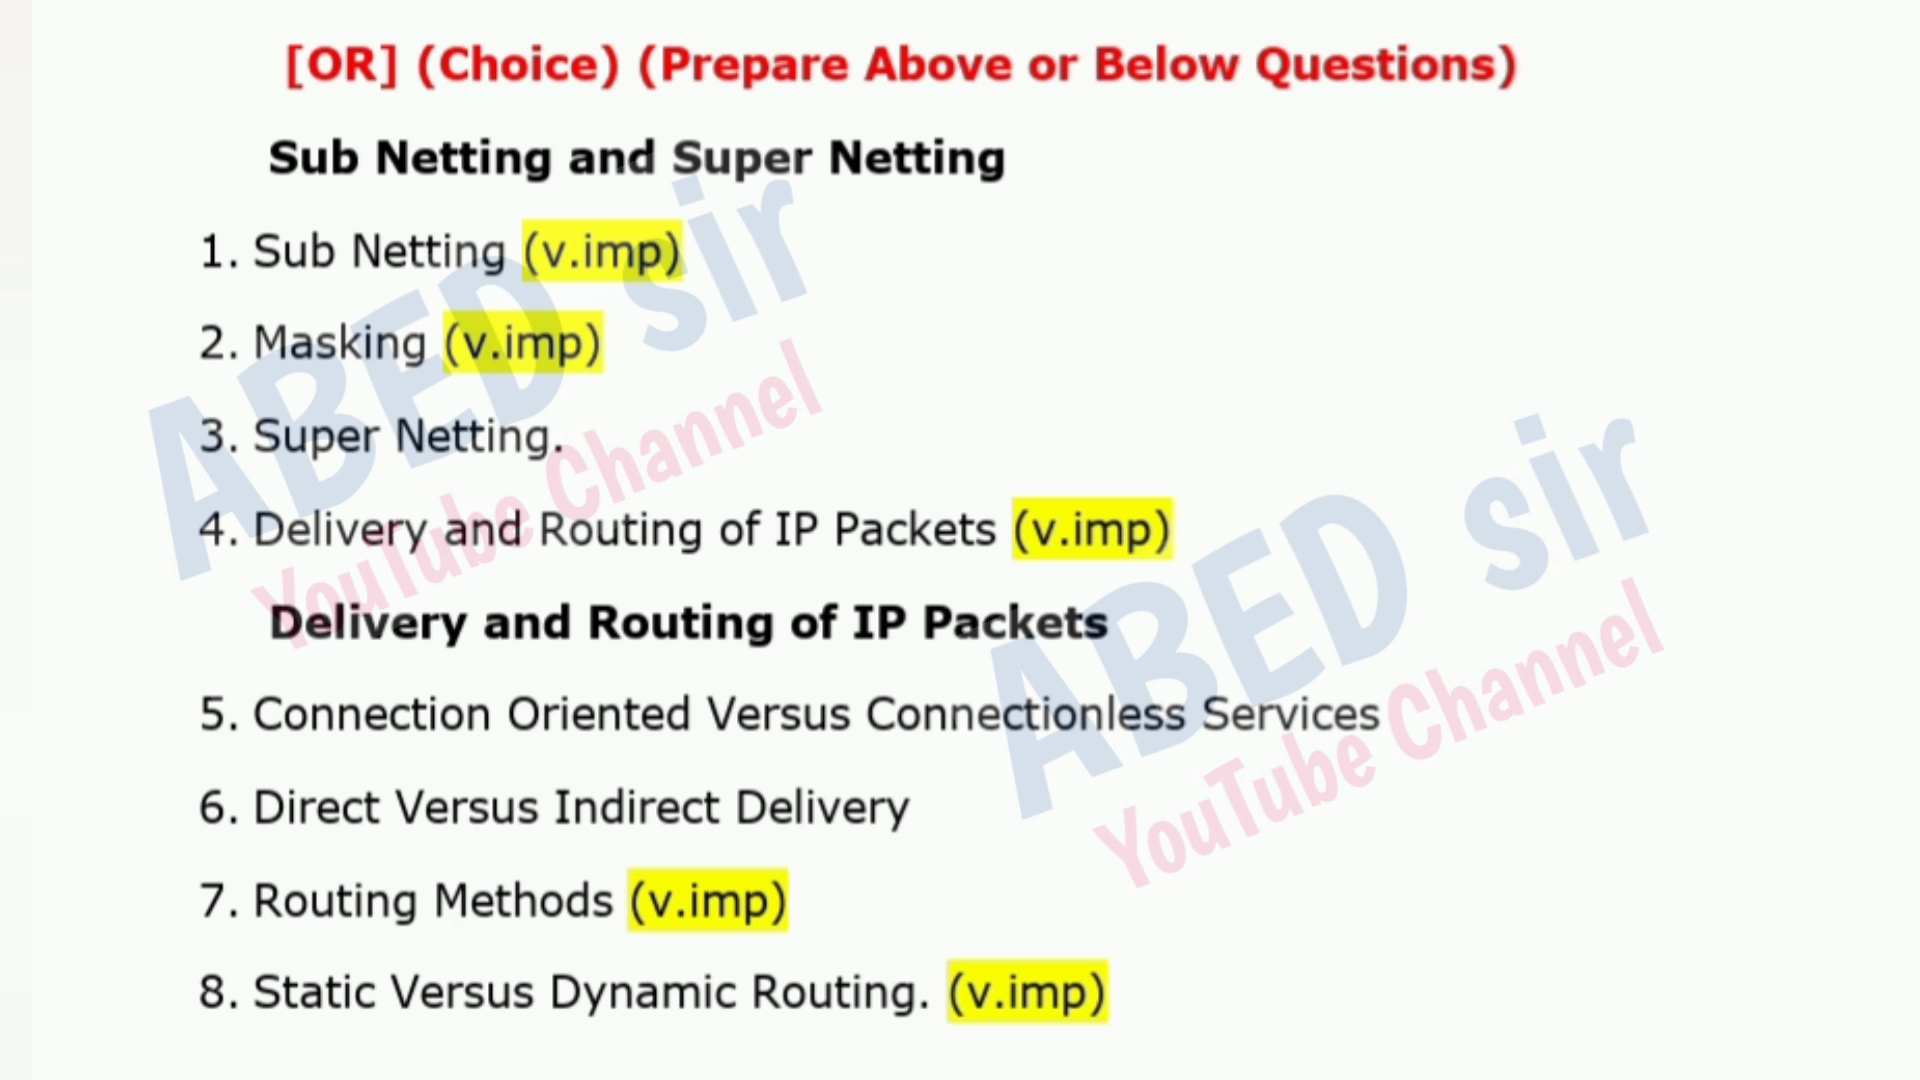 [OR] (Choice) (Prepare Above or Below Questions)
Sub Netting and Super Netting
1. Sub Netting (v.imp)
2. Masking (v.imp)
3. Super Netting.
4. Delivery and Routing of IP Packets (v.imp)
Delivery and Routing of IP Packets
5. Connection Oriented Versus Connectionless Services
6. Direct Versus Indirect Delivery
7. Routing Methods (v.imp)
8. Static Versus Dynamic Routing. (v.imp)
ABED sir
YouTube Channel
ABED sir
YouTube Channel